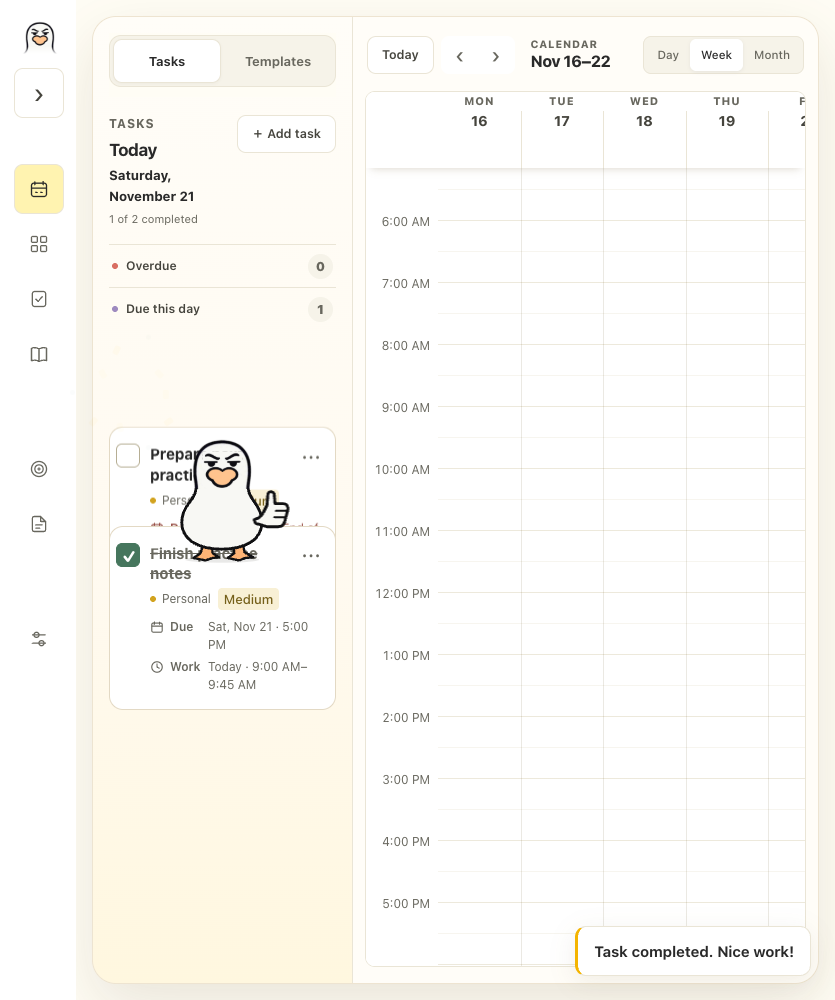 Tasks
Templates
TASKS
+ Add task
Today
Saturday,
November 21
1 of 2 completed
Overdue
0
Due this day
1
...
Finish
notes
...
Personal
Medium
Due
Sat, Nov 21 · 5:00
PM
Work
Today · 9:00 AM–
9:45 AM
Today
CALENDAR
Nov 16–22
Day
Week
Month
MON
TUE
WED
THU
16
17
18
19
6:00 AM
7:00 AM
8:00 AM
9:00 AM
10:00 AM
11:00 AM
12:00 PM
1:00 PM
2:00 PM
3:00 PM
4:00 PM
5:00 PM
Task completed. Nice work!